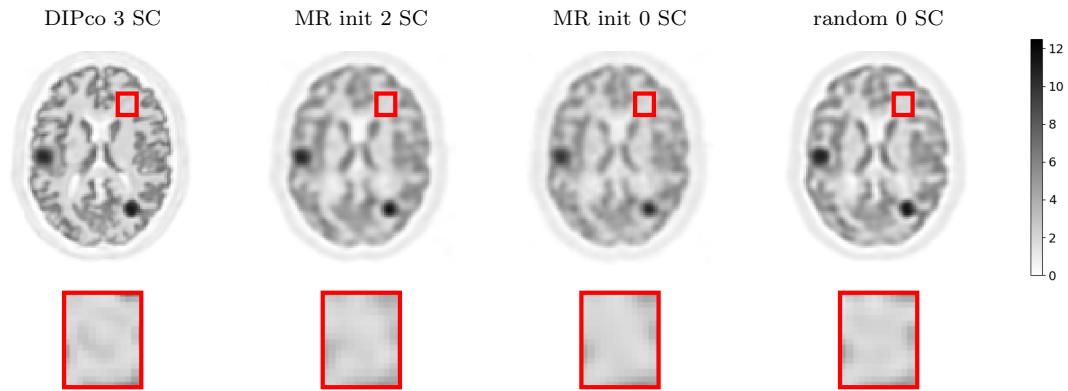 DIPco 3 SC
MR init 2 SC
MR init 0 SC
random 0 SC
12
10
8
6
4
2
0